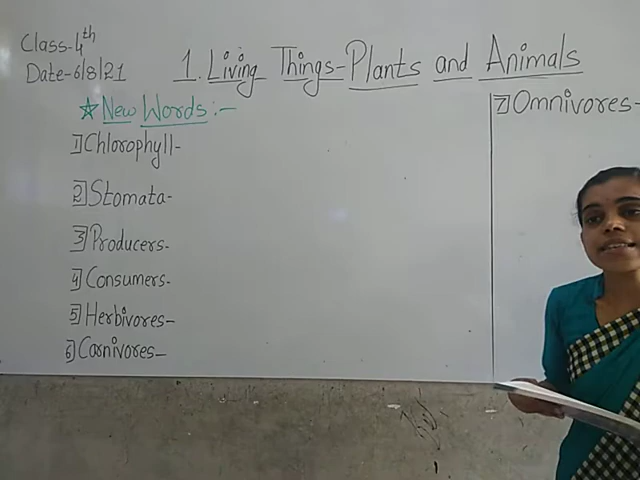 Class-4th
Date-6/8/21
1. Living Things-Plants and Animals
☆ New Words:-
1] Chlorophyll-
2] Stomata-
3] Producers-
4] Consumers-
5] Herbivores-
6] Carnivores-
7] Omnivores-